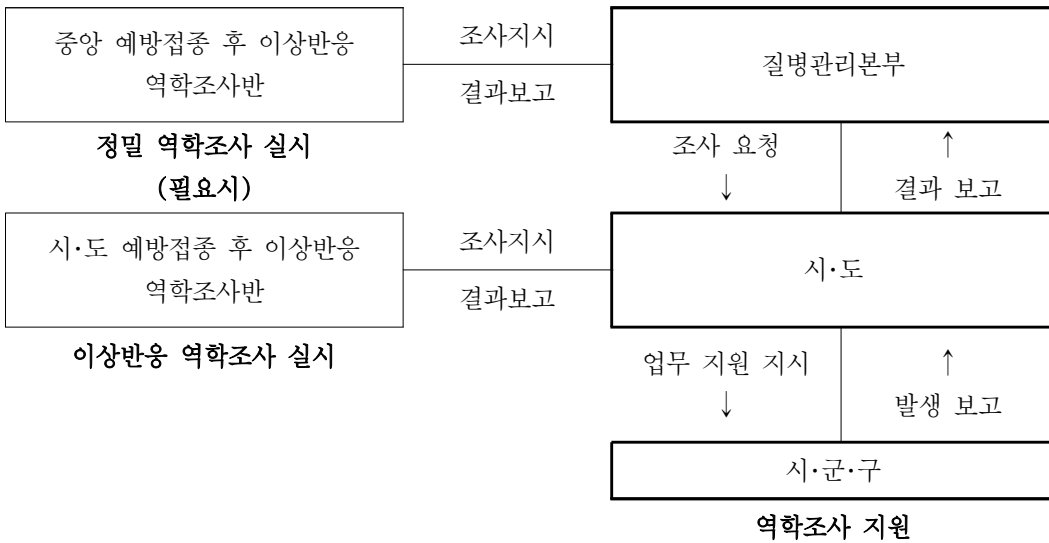 중앙 예방접종 후 이상반응
역학조사반
조사지시
결과보고
질병관리본부
정밀 역학조사 실시
(필요시)
조사 요청
↓
↑
결과 보고
시·도 예방접종 후 이상반응
역학조사반
조사지시
결과보고
시·도
이상반응 역학조사 실시
업무 지원 지시
↓
↑
발생 보고
시·군·구
역학조사 지원